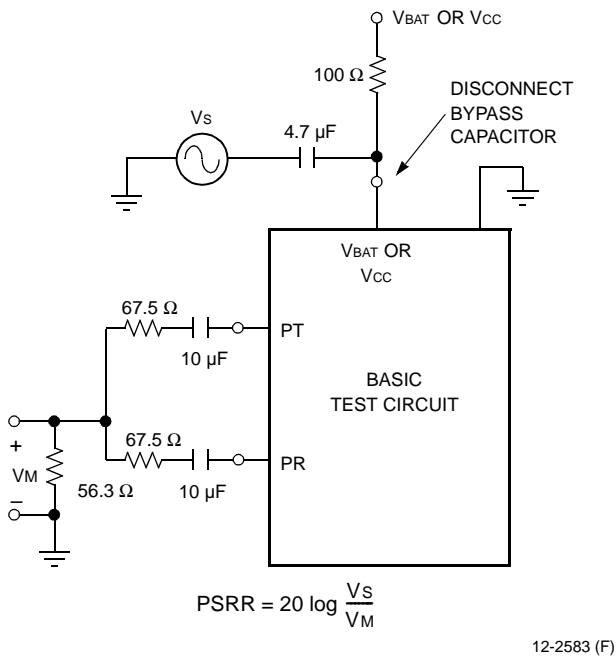 VBAT OR VCC
100 Ω
DISCONNECT
BYPASS
CAPACITOR
VS
4.7 µF
VBAT OR
VCC
67.5 Ω
10 µF
PT
BASIC
TEST CIRCUIT
67.5 Ω
10 µF
PR
+
VM
–
56.3 Ω
PSRR = 20 log VS
VM
12-2583 (F)